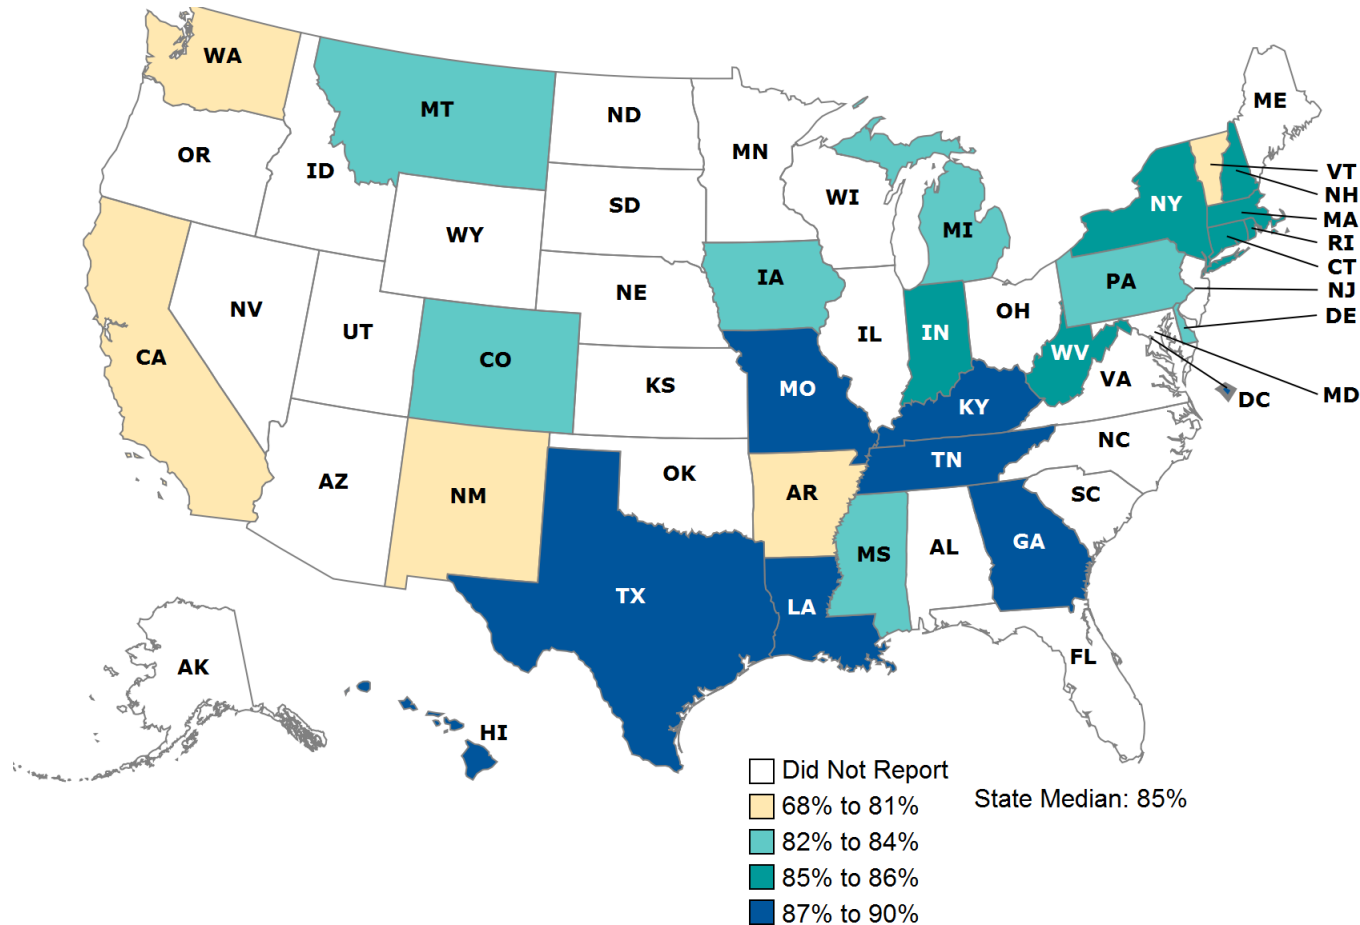 WA
MT
ND
ME
MN
OR
ID
VT
WI
NH
SD
NY
MA
WY
MI
RI
CT
IA
PA
NE
NJ
NV
OH
DE
UT
IL
IN
CA
CO
WV
VA
KS
MO
MD
KY
DC
NC
TN
OK
AZ
NM
AR
SC
GA
MS
AL
TX
LA
FL
AK
HI
Did Not Report
68% to 81%
State Median: 85%
82% to 84%
85% to 86%
87% to 90%